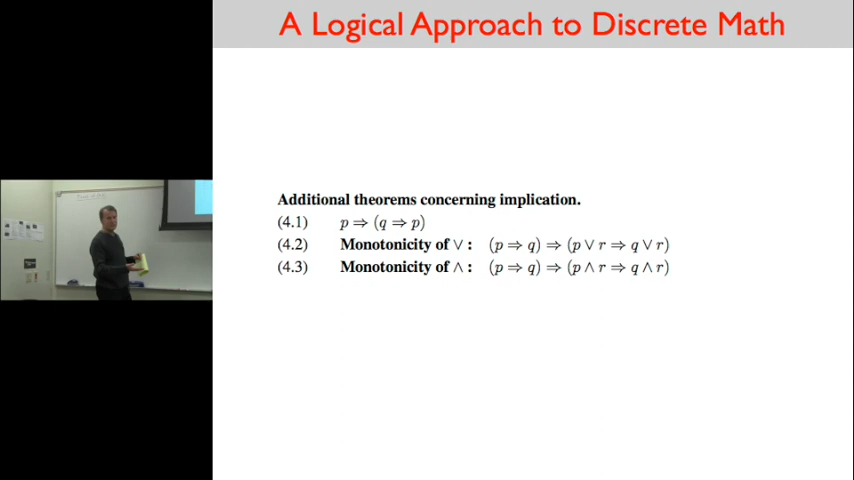 A Logical Approach to Discrete Math
Additional theorems concerning implication.
(4.1) p ⇒ (q ⇒ p)
(4.2) Monotonicity of ∨ : (p ⇒ q) ⇒ (p ∨ r ⇒ q ∨ r)
(4.3) Monotonicity of ∧ : (p ⇒ q) ⇒ (p ∧ r ⇒ q ∧ r)